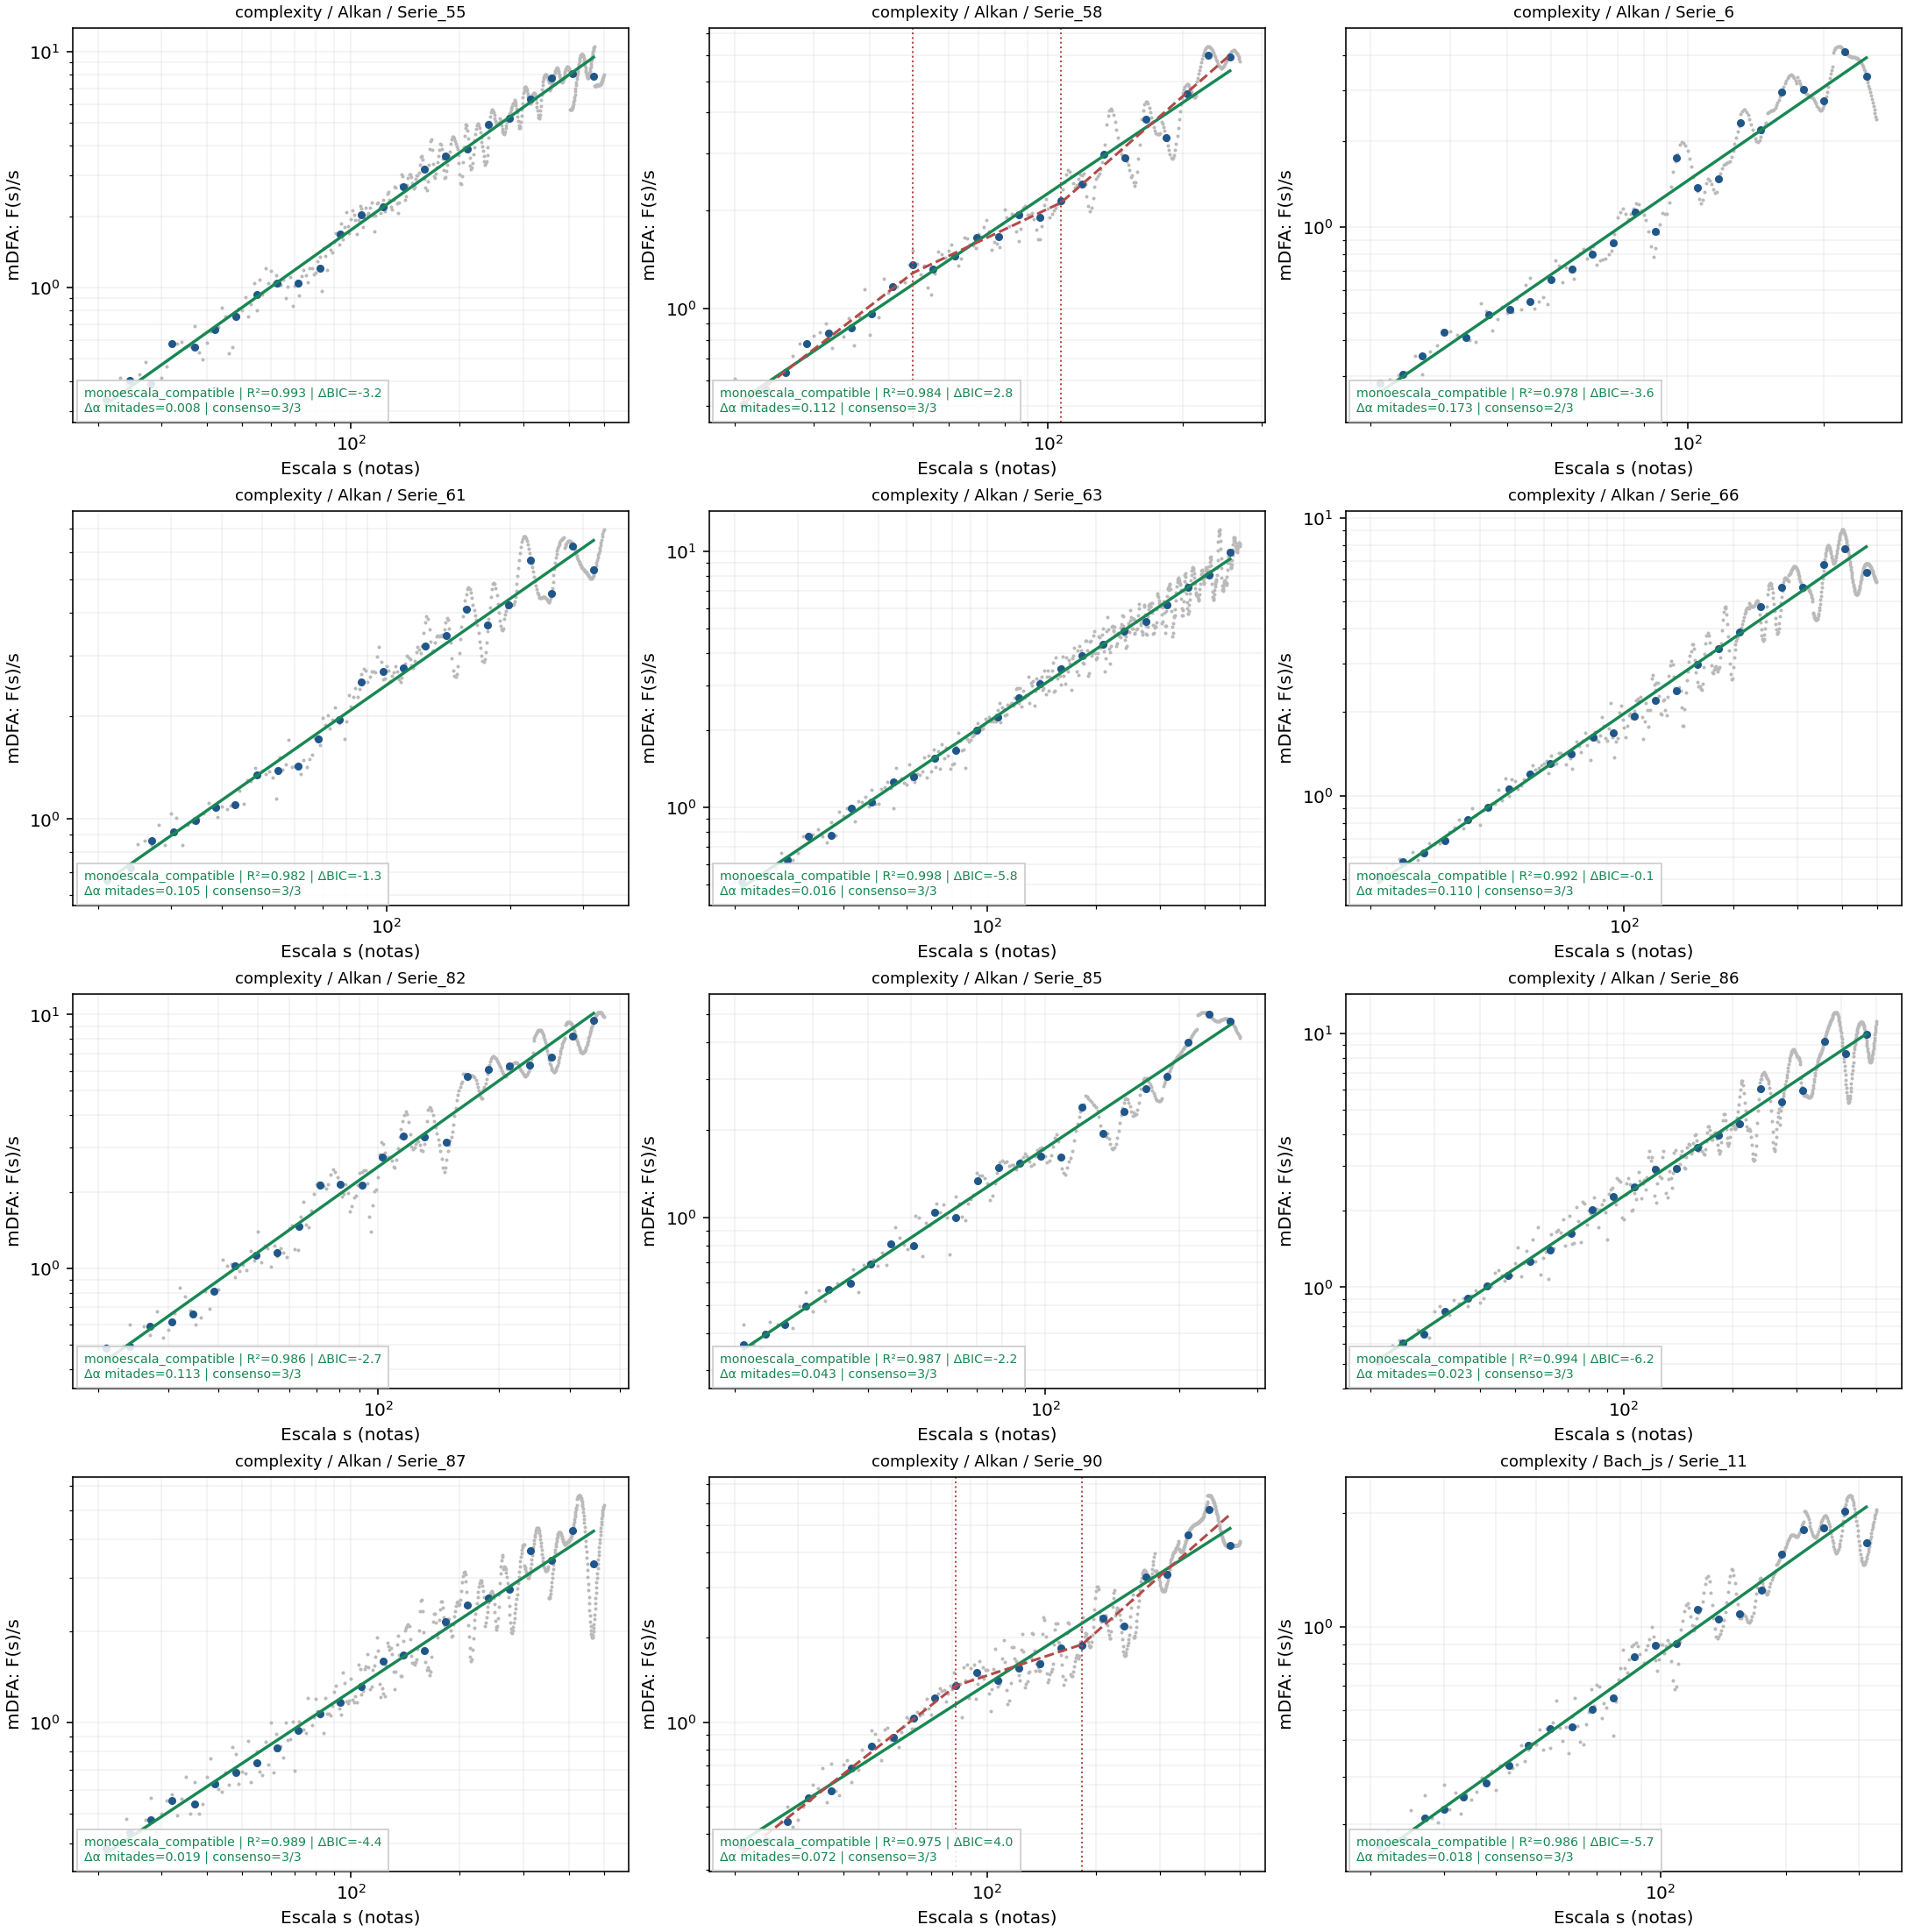 complexity / Alkan / Serie_55
10¹
10⁰
mDFA: F(s)/s
monoescala_compatible | R²=0.993 | ΔBIC=-3.2
Δα mitades=0.008 | consenso=3/3
10²
Escala s (notas)
complexity / Alkan / Serie_58
10⁰
mDFA: F(s)/s
monoescala_compatible | R²=0.984 | ΔBIC=2.8
Δα mitades=0.112 | consenso=3/3
10²
Escala s (notas)
complexity / Alkan / Serie_6
10⁰
mDFA: F(s)/s
monoescala_compatible | R²=0.978 | ΔBIC=-3.6
Δα mitades=0.173 | consenso=2/3
10²
Escala s (notas)
complexity / Alkan / Serie_61
10⁰
mDFA: F(s)/s
monoescala_compatible | R²=0.982 | ΔBIC=-1.3
Δα mitades=0.105 | consenso=3/3
10²
Escala s (notas)
complexity / Alkan / Serie_63
10¹
10⁰
mDFA: F(s)/s
monoescala_compatible | R²=0.998 | ΔBIC=-5.8
Δα mitades=0.016 | consenso=3/3
10²
Escala s (notas)
complexity / Alkan / Serie_66
10¹
10⁰
mDFA: F(s)/s
monoescala_compatible | R²=0.992 | ΔBIC=-0.1
Δα mitades=0.110 | consenso=3/3
10²
Escala s (notas)
complexity / Alkan / Serie_82
10¹
10⁰
mDFA: F(s)/s
monoescala_compatible | R²=0.986 | ΔBIC=-2.7
Δα mitades=0.113 | consenso=3/3
10²
Escala s (notas)
complexity / Alkan / Serie_85
10⁰
mDFA: F(s)/s
monoescala_compatible | R²=0.987 | ΔBIC=-2.2
Δα mitades=0.043 | consenso=3/3
10²
Escala s (notas)
complexity / Alkan / Serie_86
10¹
10⁰
mDFA: F(s)/s
monoescala_compatible | R²=0.994 | ΔBIC=-6.2
Δα mitades=0.023 | consenso=3/3
10²
Escala s (notas)
complexity / Alkan / Serie_87
10⁰
mDFA: F(s)/s
monoescala_compatible | R²=0.989 | ΔBIC=-4.4
Δα mitades=0.019 | consenso=3/3
10²
Escala s (notas)
complexity / Alkan / Serie_90
10⁰
mDFA: F(s)/s
monoescala_compatible | R²=0.975 | ΔBIC=4.0
Δα mitades=0.072 | consenso=3/3
10²
Escala s (notas)
complexity / Bach_js / Serie_11
10⁰
mDFA: F(s)/s
monoescala_compatible | R²=0.986 | ΔBIC=-5.7
Δα mitades=0.018 | consenso=3/3
10²
Escala s (notas)